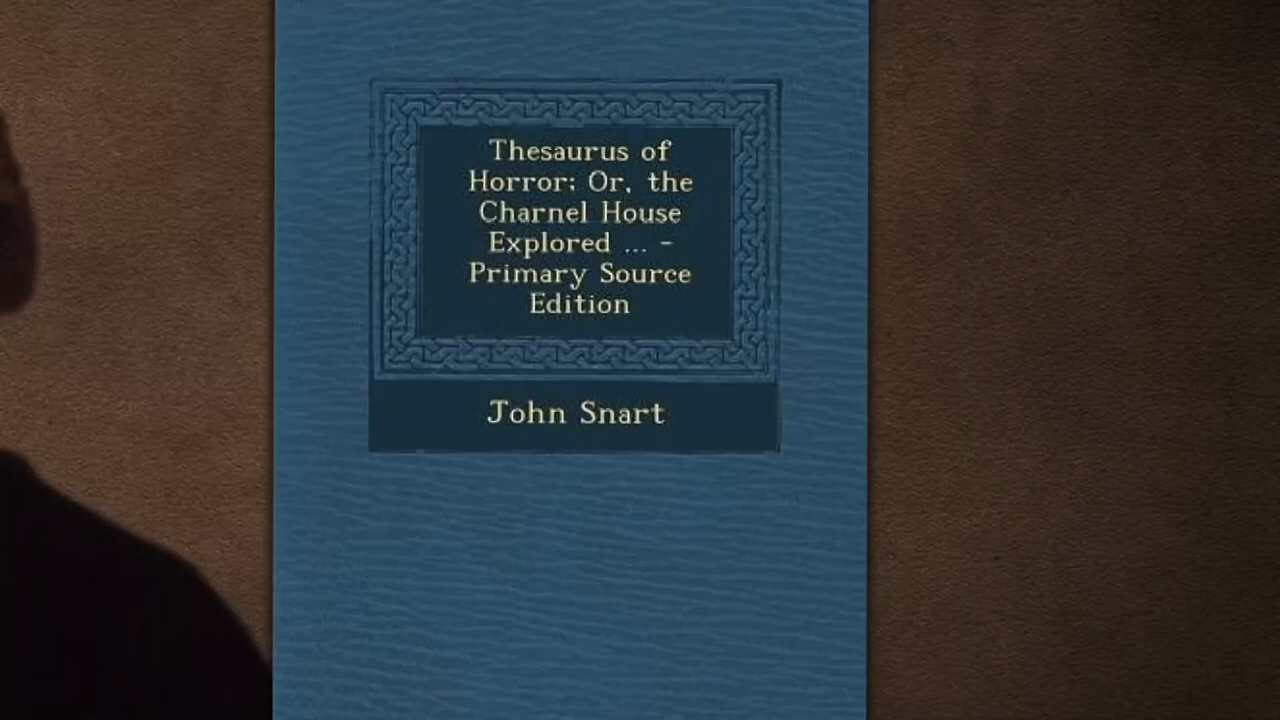 Thesaurus of
Horror; Or, the
Charnel House
Explored ... -
Primary Source
Edition
John Snart